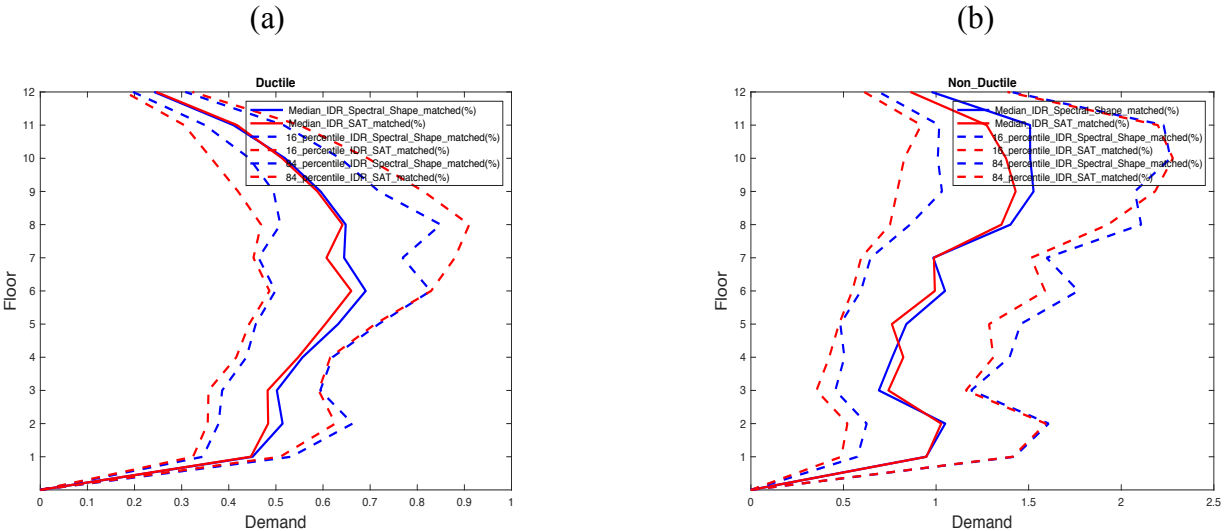 (a)
(b)
Ductile
Median_IDR_Spectral_Shape_matched(%)
Median_IDR_SAT_matched(%)
16_percentile_IDR_Spectral_Shape_matched(%)
16_percentile_IDR_SAT_matched(%)
84_percentile_IDR_Spectral_Shape_matched(%)
84_percentile_IDR_SAT_matched(%)
12
11
10
9
8
7
6
5
4
3
2
1
Floor
0 0.1 0.2 0.3 0.4 0.5 0.6 0.7 0.8 0.9 1
Demand
Non_Ductile
Median_IDR_Spectral_Shape_matched(%)
Median_IDR_SAT_matched(%)
16_percentile_IDR_Spectral_Shape_matched(%)
16_percentile_IDR_SAT_matched(%)
84_percentile_IDR_Spectral_Shape_matched(%)
84_percentile_IDR_SAT_matched(%)
12
11
10
9
8
7
6
5
4
3
2
1
Floor
0 0.5 1 1.5 2 2.5
Demand